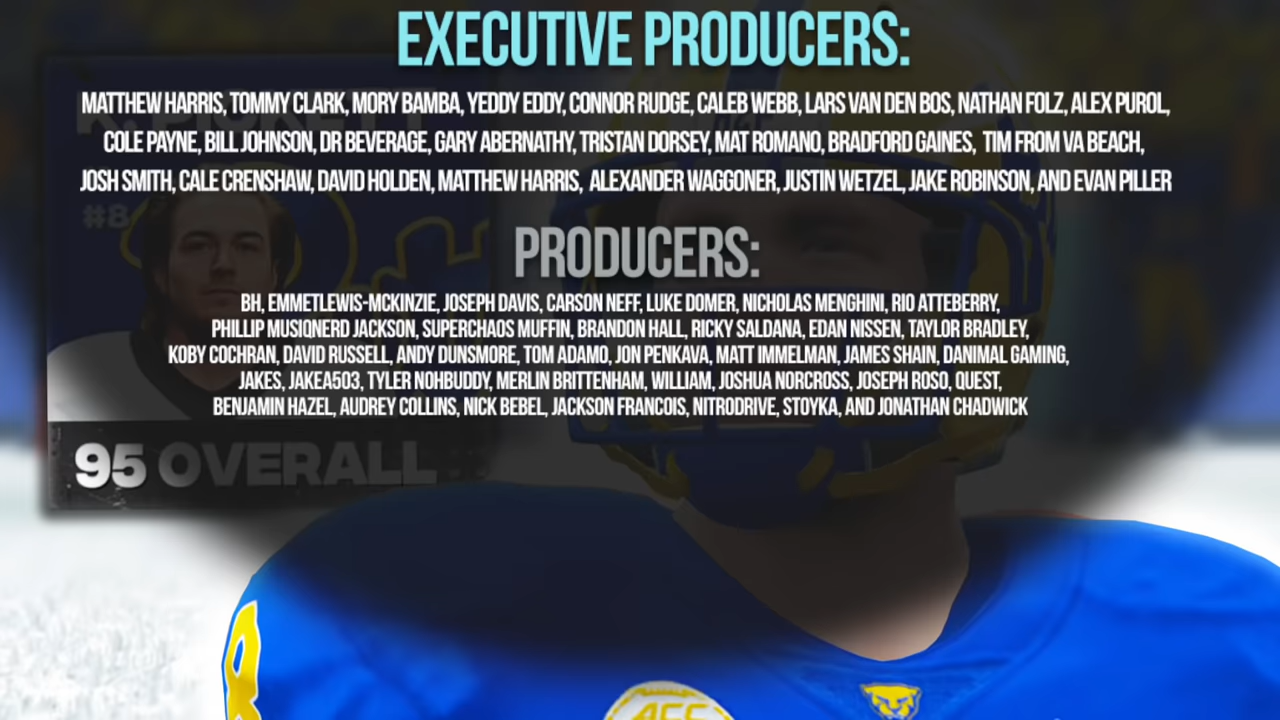 EXECUTIVE PRODUCERS:
MATTHEW HARRIS, TOMMY CLARK, MORY BAMBA, YEDDY EDDY, CONNOR RUDGE, CALEB WEBB, LARS VAN DEN BOS, NATHAN FOLZ, ALEX PUROL,
COLE PAYNE, BILL JOHNSON, DR BEVERAGE, GARY ABERNATHY, TRISTAN DORSEY, MAT ROMANO, BRADFORD GAINES, TIM FROM VA BEACH,
JOSH SMITH, CALE CRENSHAW, DAVID HOLDEN, MATTHEW HARRIS, ALEXANDER WAGGONER, JUSTIN WETZEL, JAKE ROBINSON, AND EVAN PILLER
#8
PRODUCERS:
BH, EMMETLEWIS-MCKINZIE, JOSEPH DAVIS, CARSON NEFF, LUKE DOMER, NICHOLAS MENGHINI, RIO ATTEBERRY,
PHILLIP MUSIQNERD JACKSON, SUPERCHAOS MUFFIN, BRANDON HALL, RICKY SALDANA, EDAN NISSEN, TAYLOR BRADLEY,
KOBY COCHRAN, DAVID RUSSELL, ANDY DUNSMORE, TOM ADAMO, JON PENKAVA, MATT IMMELMAN, JAMES SHAIN, DANIMAL GAMING,
JAKES, JAKEA503, TYLER NOHBUDDY, MERLIN BRITTENHAM, WILLIAM, JOSHUA NORCROSS, JOSEPH ROSO, QUEST,
BENJAMIN HAZEL, AUDREY COLLINS, NICK BEBEL, JACKSON FRANCOIS, NITRODRIVE, STOYKA, AND JONATHAN CHADWICK
95 OVERALL
8